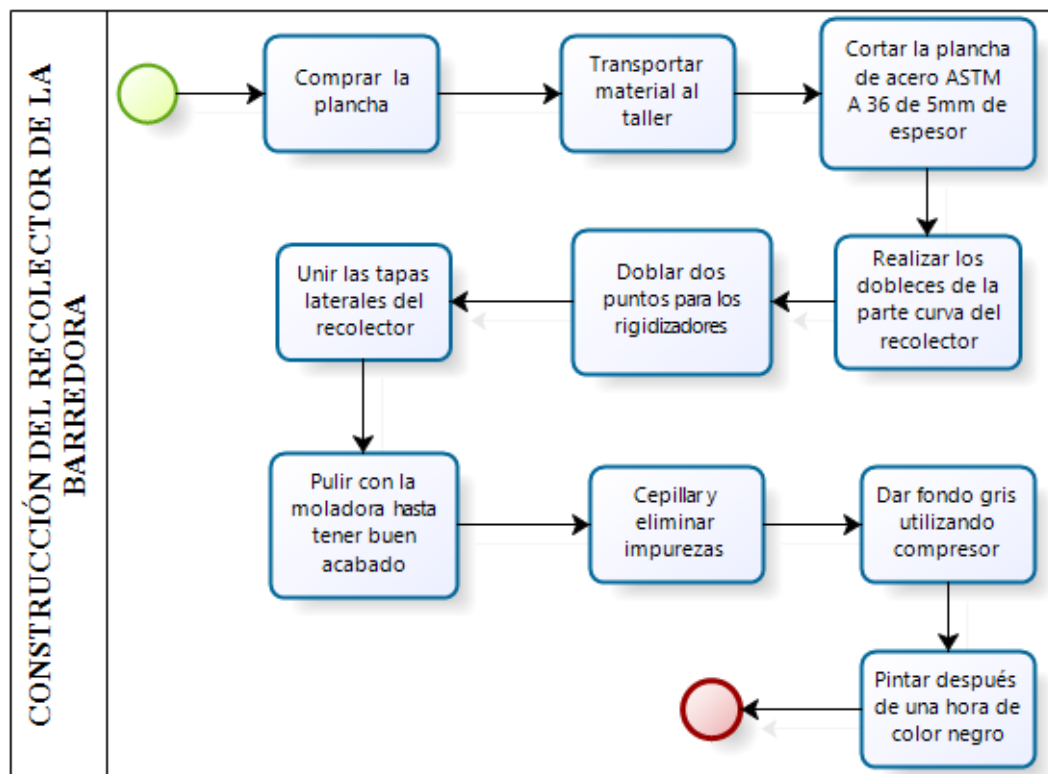 CONSTRUCCIÓN DEL RECOLECTOR DE LA
BARREDORA
Comprar la
plancha
Transportar
material al
taller
Cortar la plancha
de acero ASTM
A 36 de 5mm de
espesor
Realizar los
dobleces de la
parte curva del
recolector
Doblar dos
puntos para los
rigidizadores
Unir las tapas
laterales del
recolector
Pulir con la
moladora hasta
tener buen
acabado
Cepillar y
eliminar
impurezas
Dar fondo gris
utilizando
compresor
Pintar después
de una hora de
color negro